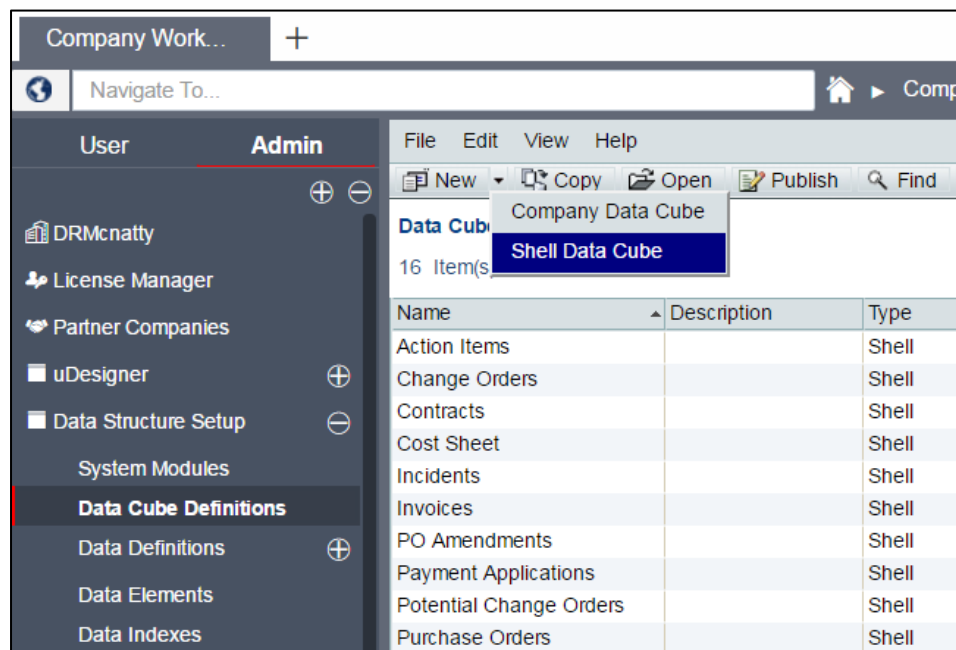 Company Work...
+
Navigate To...
Comp
User Admin
DRMcnatty
License Manager
Partner Companies
uDesigner
Data Structure Setup
System Modules
Data Cube Definitions
Data Definitions
Data Elements
Data Indexes
File Edit View Help
New Copy Open Publish Find
Company Data Cube
Shell Data Cube
Data Cub
16 Item(s
Name Description Type
Action Items Shell
Change Orders Shell
Contracts Shell
Cost Sheet Shell
Incidents Shell
Invoices Shell
PO Amendments Shell
Payment Applications Shell
Potential Change Orders Shell
Purchase Orders Shell